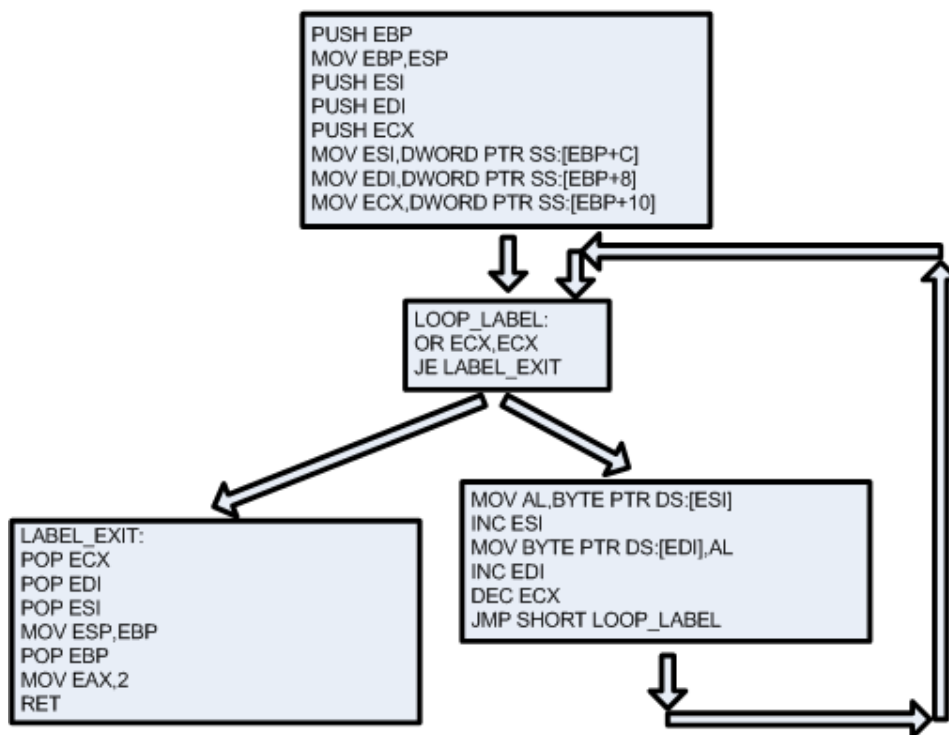 PUSH EBP
MOV EBP,ESP
PUSH ESI
PUSH EDI
PUSH ECX
MOV ESI,DWORD PTR SS:[EBP+C]
MOV EDI,DWORD PTR SS:[EBP+8]
MOV ECX,DWORD PTR SS:[EBP+10]
LOOP_LABEL:
OR ECX,ECX
JE LABEL_EXIT
LABEL_EXIT:
POP ECX
POP EDI
POP ESI
MOV ESP,EBP
POP EBP
MOV EAX,2
RET
MOV AL,BYTE PTR DS:[ESI]
INC ESI
MOV BYTE PTR DS:[EDI],AL
INC EDI
DEC ECX
JMP SHORT LOOP_LABEL